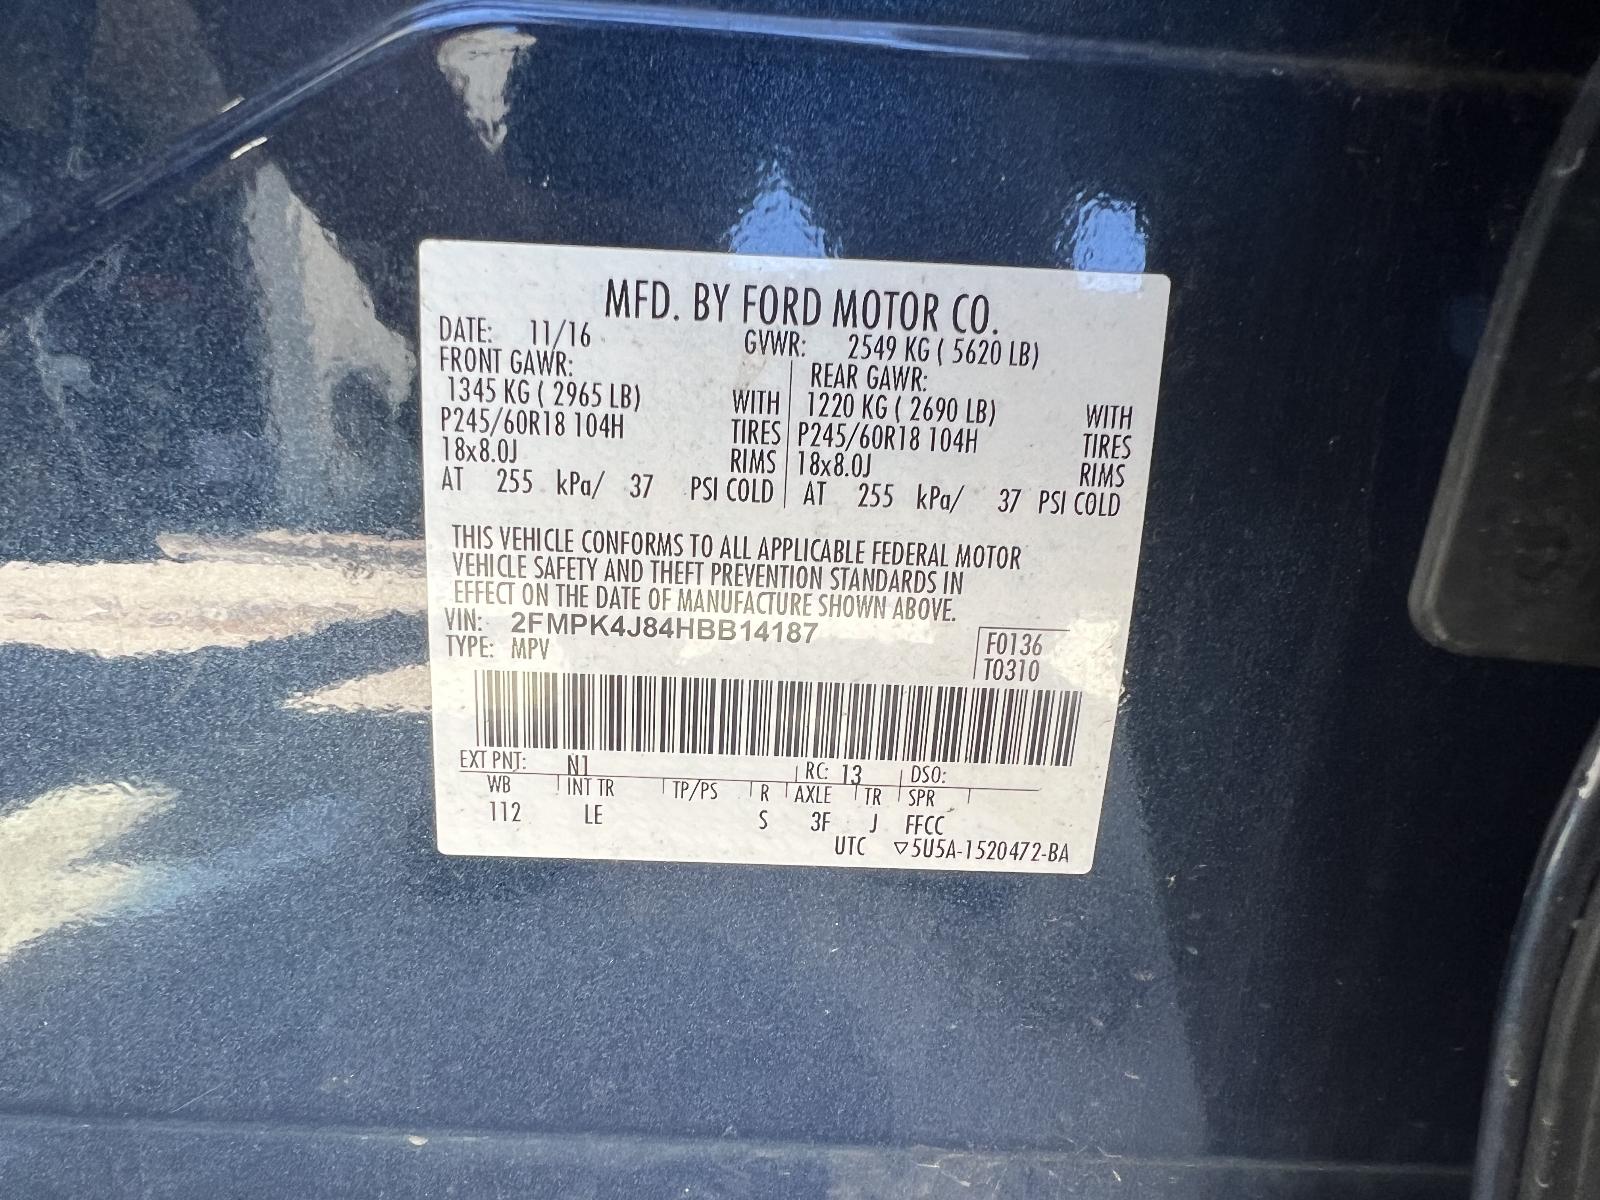 MFD. BY FORD MOTOR CO.
DATE: 11/16 GVWR: 2549 KG ( 5620 LB)
FRONT GAWR: REAR GAWR:
1345 KG ( 2965 LB) WITH 1220 KG ( 2690 LB) WITH
P245/60R18 104H TIRES P245/60R18 104H TIRES
18x8.0J RIMS 18x8.0J RIMS
AT 255 kPa/ 37 PSI COLD AT 255 kPa/ 37 PSI COLD
THIS VEHICLE CONFORMS TO ALL APPLICABLE FEDERAL MOTOR
VEHICLE SAFETY AND THEFT PREVENTION STANDARDS IN
EFFECT ON THE DATE OF MANUFACTURE SHOWN ABOVE.
VIN: 2FMPK4J84HBB14187 F0136
TYPE: MPV T0310
EXT PNT: N1 RC: 13 DSO:
WB INT TR TP/PS R AXLE TR SPR
112 LE S 3F J FFCC
UTC ▽5U5A-1520472-BA